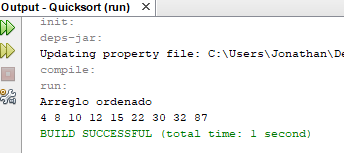 Output - Quicksort (run)
init:
deps-jar:
Updating property file: C:\Users\Jonathan\De
compile:
run:
Arreglo ordenado
4 8 10 12 15 22 30 32 87
BUILD SUCCESSFUL (total time: 1 second)